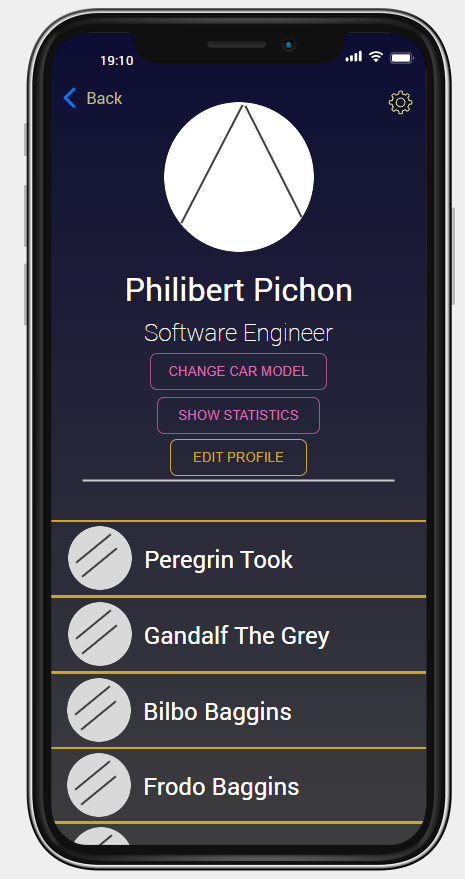 19:10
Back
Philibert Pichon
Software Engineer
CHANGE CAR MODEL
SHOW STATISTICS
EDIT PROFILE
Peregrin Took
Gandalf The Grey
Bilbo Baggins
Frodo Baggins